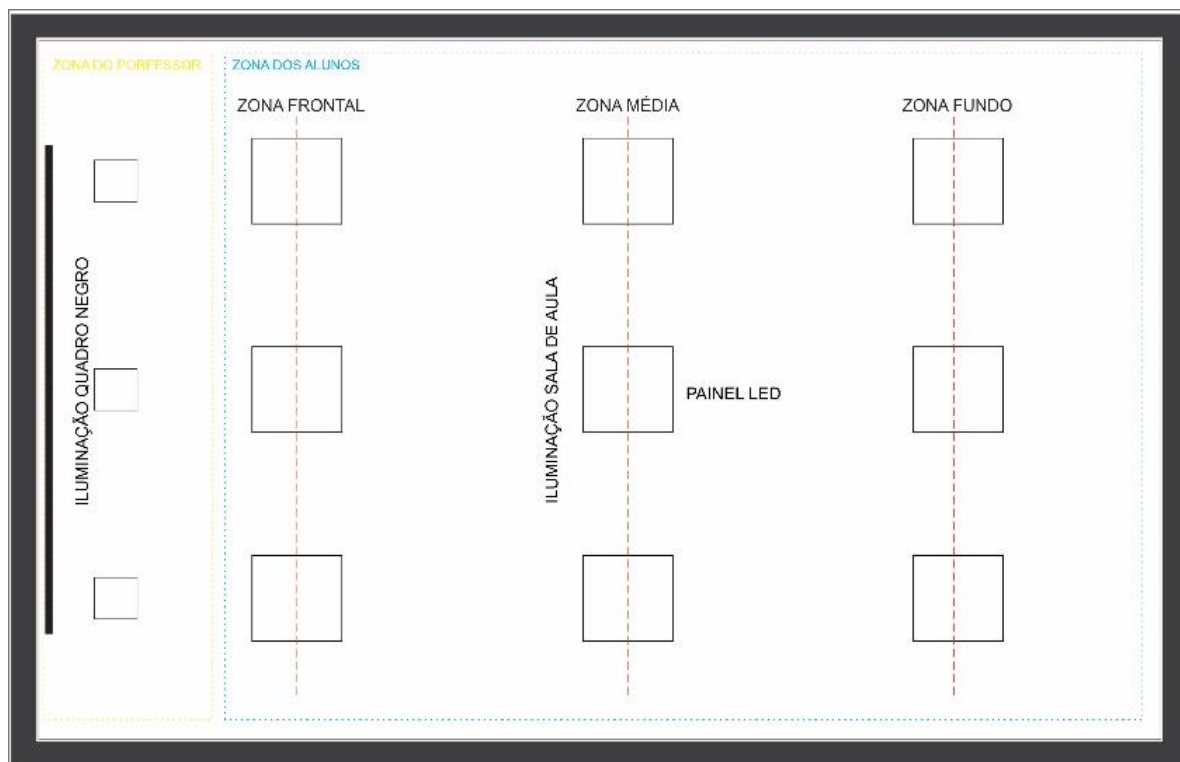 ZONA DO PORFESSOR
ZONA DOS ALUNOS
ZONA FRONTAL
ZONA MÉDIA
ZONA FUNDO
ILUMINAÇÃO QUADRO NEGRO
ILUMINAÇÃO SALA DE AULA
PAINEL LED